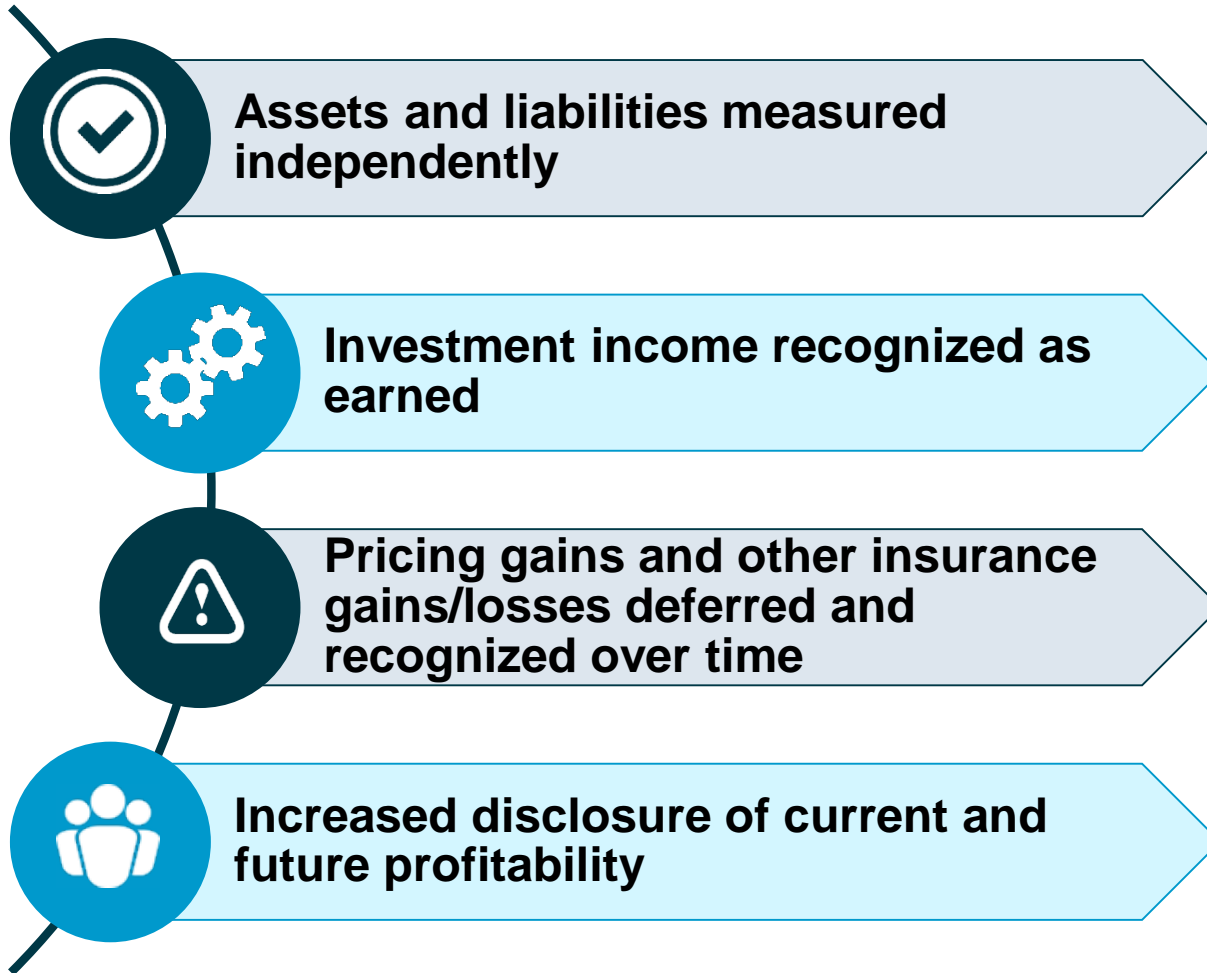 Assets and liabilities measured
independently
Investment income recognized as
earned
Pricing gains and other insurance
gains/losses deferred and
recognized over time
Increased disclosure of current and
future profitability